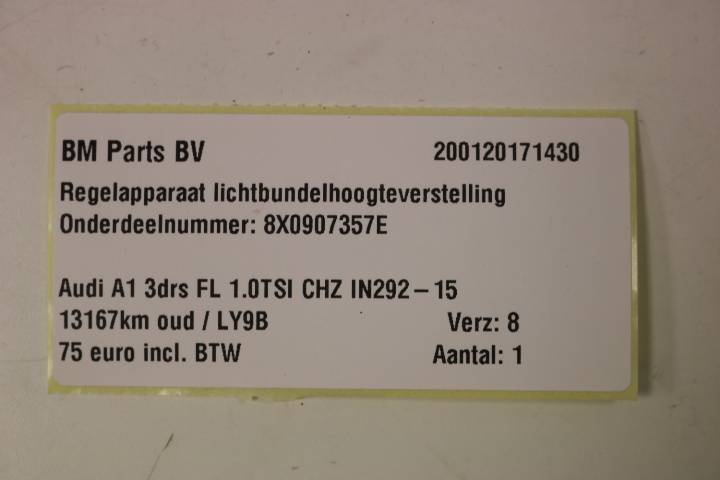 BM Parts BV 200120171430
Regelapparaat lichtbundelhoogteverstelling
Onderdeelnummer: 8X0907357E
Audi A1 3drs FL 1.0TSI CHZ IN292-15
13167km oud / LY9B Verz: 8
75 euro incl. BTW Aantal: 1